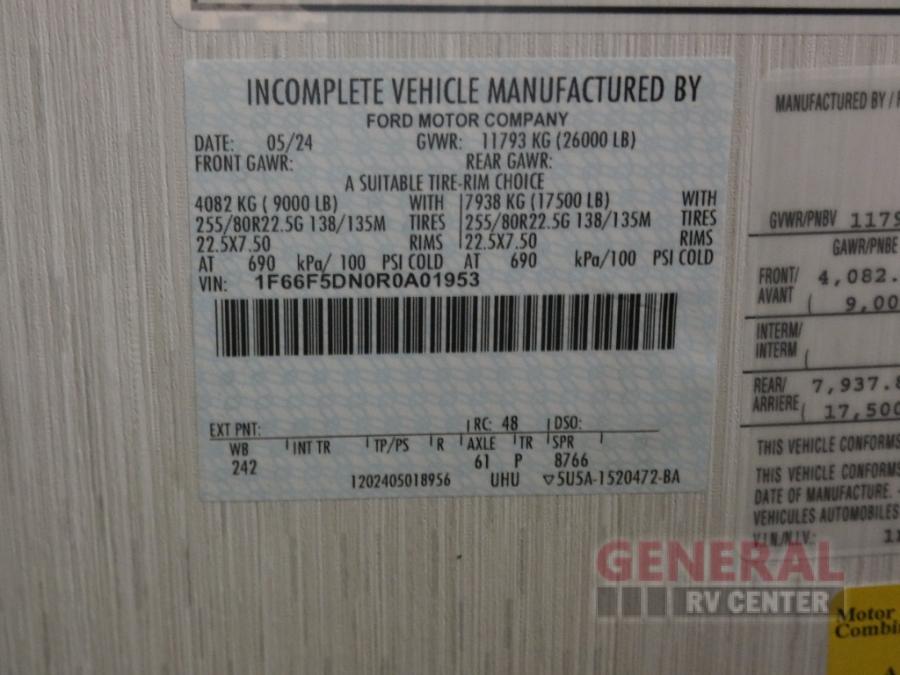 INCOMPLETE VEHICLE MANUFACTURED BY
FORD MOTOR COMPANY
DATE: 05/24 GVWR: 11793 KG (26000 LB)
FRONT GAWR: REAR GAWR:
A SUITABLE TIRE-RIM CHOICE
4082 KG ( 9000 LB) WITH 7938 KG (17500 LB) WITH
255/80R22.5G 138/135M TIRES 255/80R22.5G 138/135M TIRES
22.5X7.50 RIMS 22.5X7.50 RIMS
AT 690 kPa/ 100 PSI COLD AT 690 kPa/100 PSI COLD
VIN: 1F66F5DN0R0A01953
EXT PNT: RC: 48 DSO:
WB INT TR TP/PS R AXLE TR SPR
242 61 P 8766
1202405018956 UHU ▽5U5A-1520472-BA
MANUFACTURED BY /
GVWR/PNBV 1179
GAWR/PNBE
FRONT/ 4,082.
AVANT 9,00
INTERM/
INTERM (
REAR/ 7,937.8
ARRIERE ( 17,500
THIS VEHICLE CONFORMS
THIS VEHICLE CONFORMS
DATE OF MANUFACTURE. -
VEHICULES AUTOMOBILES
V.I.N./N.I.V.: 1
GENERAL
RV CENTER
Motor
Combi